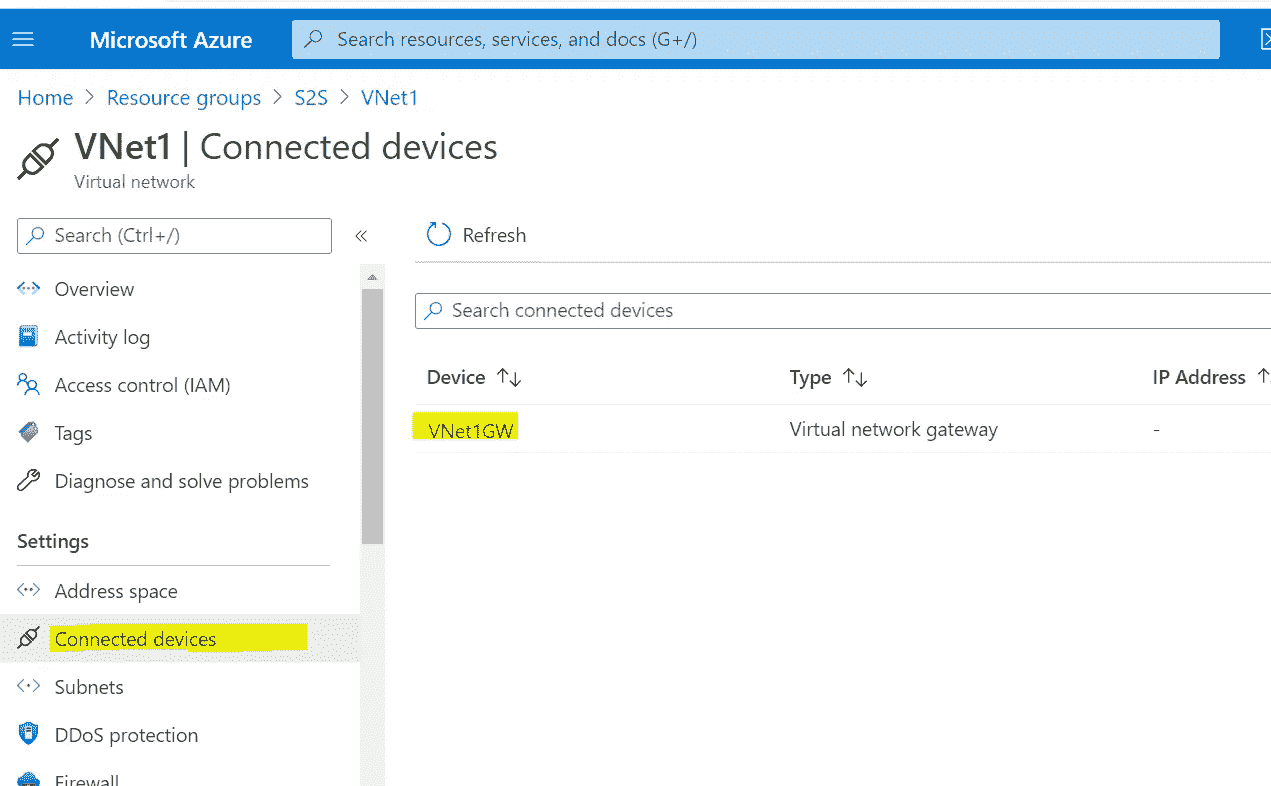 Microsoft Azure
Search resources, services, and docs (G+/)
Home > Resource groups > S2S > VNet1
VNet1 | Connected devices
Virtual network
Search (Ctrl+/)
«
Overview
Activity log
Access control (IAM)
Tags
Diagnose and solve problems
Settings
Address space
Connected devices
Subnets
DDoS protection
Firewall
Refresh
Search connected devices
Device ↑↓ Type ↑↓ IP Address ↑
VNet1GW Virtual network gateway -